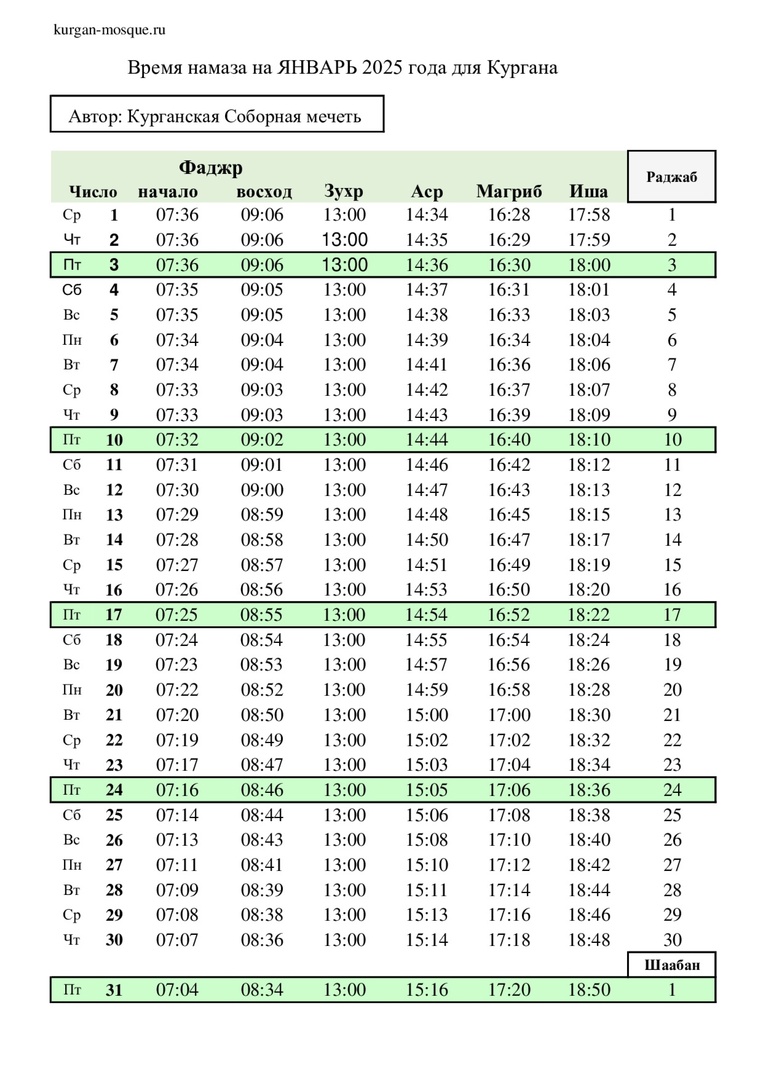 kurgan-mosque.ru
Время намаза на ЯНВАРЬ 2025 года для Кургана
Автор: Курганская Соборная мечеть
Фаджр
Раджаб
Число начало восход Зухр Аср Магриб Иша
Ср 1 07:36 09:06 13:00 14:34 16:28 17:58 1
Чт 2 07:36 09:06 13:00 14:35 16:29 17:59 2
Пт 3 07:36 09:06 13:00 14:36 16:30 18:00 3
Сб 4 07:35 09:05 13:00 14:37 16:31 18:01 4
Вс 5 07:35 09:05 13:00 14:38 16:33 18:03 5
Пн 6 07:34 09:04 13:00 14:39 16:34 18:04 6
Вт 7 07:34 09:04 13:00 14:41 16:36 18:06 7
Ср 8 07:33 09:03 13:00 14:42 16:37 18:07 8
Чт 9 07:33 09:03 13:00 14:43 16:39 18:09 9
Пт 10 07:32 09:02 13:00 14:44 16:40 18:10 10
Сб 11 07:31 09:01 13:00 14:46 16:42 18:12 11
Вс 12 07:30 09:00 13:00 14:47 16:43 18:13 12
Пн 13 07:29 08:59 13:00 14:48 16:45 18:15 13
Вт 14 07:28 08:58 13:00 14:50 16:47 18:17 14
Ср 15 07:27 08:57 13:00 14:51 16:49 18:19 15
Чт 16 07:26 08:56 13:00 14:53 16:50 18:20 16
Пт 17 07:25 08:55 13:00 14:54 16:52 18:22 17
Сб 18 07:24 08:54 13:00 14:55 16:54 18:24 18
Вс 19 07:23 08:53 13:00 14:57 16:56 18:26 19
Пн 20 07:22 08:52 13:00 14:59 16:58 18:28 20
Вт 21 07:20 08:50 13:00 15:00 17:00 18:30 21
Ср 22 07:19 08:49 13:00 15:02 17:02 18:32 22
Чт 23 07:17 08:47 13:00 15:03 17:04 18:34 23
Пт 24 07:16 08:46 13:00 15:05 17:06 18:36 24
Сб 25 07:14 08:44 13:00 15:06 17:08 18:38 25
Вс 26 07:13 08:43 13:00 15:08 17:10 18:40 26
Пн 27 07:11 08:41 13:00 15:10 17:12 18:42 27
Вт 28 07:09 08:39 13:00 15:11 17:14 18:44 28
Ср 29 07:08 08:38 13:00 15:13 17:16 18:46 29
Чт 30 07:07 08:36 13:00 15:14 17:18 18:48 30
Шаабан
Пт 31 07:04 08:34 13:00 15:16 17:20 18:50 1